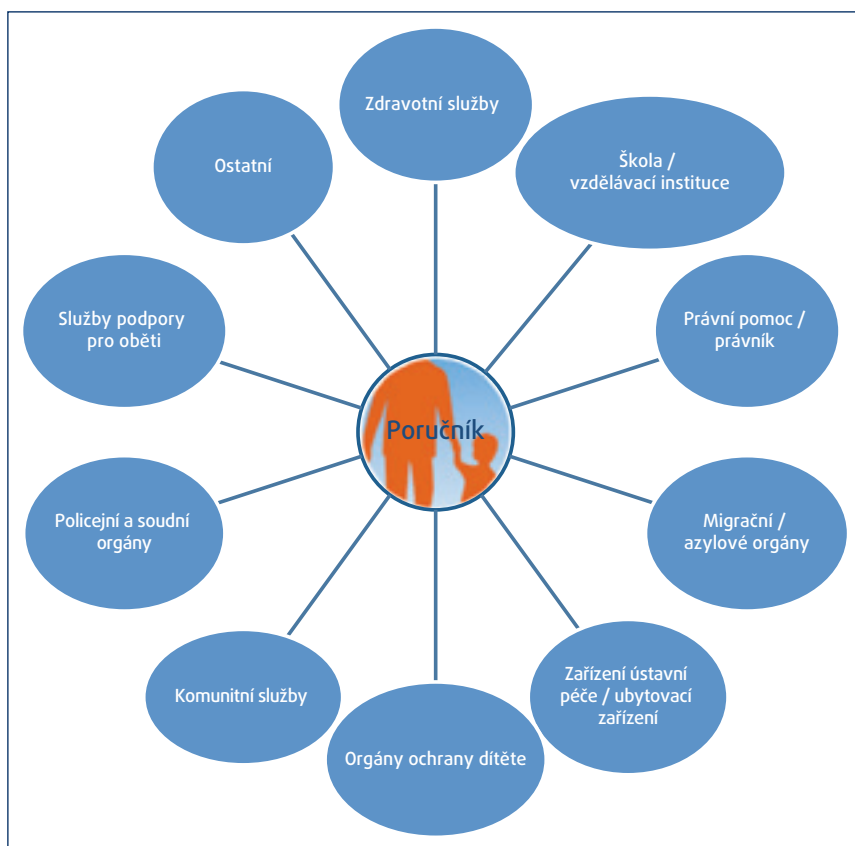 Zdravotní služby
Škola /
vzdělávací instituce
Právní pomoc /
právník
Migrační /
azylové orgány
Zařízení ústavní
péče / ubytovací
zařízení
Orgány ochrany dítěte
Komunitní služby
Policejní a soudní
orgány
Služby podpory
pro oběti
Ostatní
Poručník